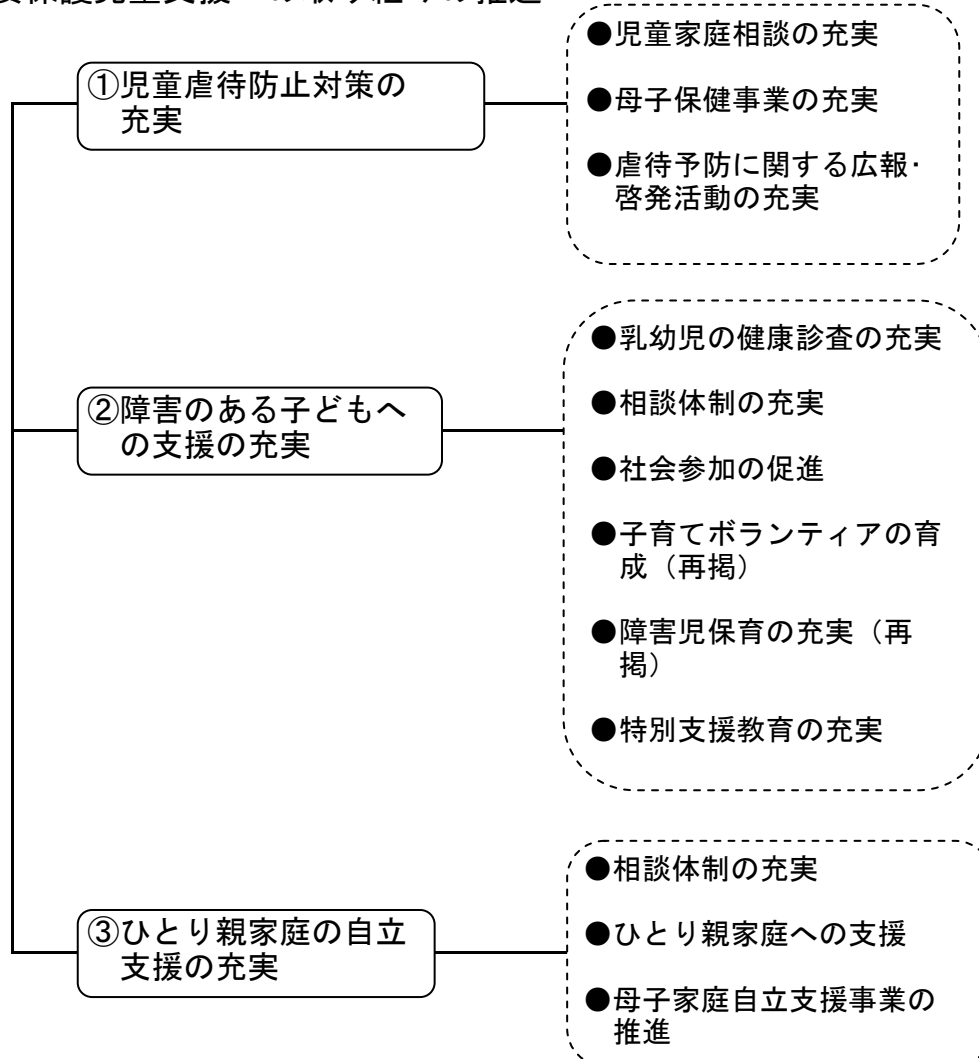 ①児童虐待防止対策の
充実
●児童家庭相談の充実
●母子保健事業の充実
●虐待予防に関する広報・
啓発活動の充実
②障害のある子どもへ
の支援の充実
●乳幼児の健康診査の充実
●相談体制の充実
●社会参加の促進
●子育てボランティアの育
成（再掲）
●障害児保育の充実（再
掲）
●特別支援教育の充実
③ひとり親家庭の自立
支援の充実
●相談体制の充実
●ひとり親家庭への支援
●母子家庭自立支援事業の
推進